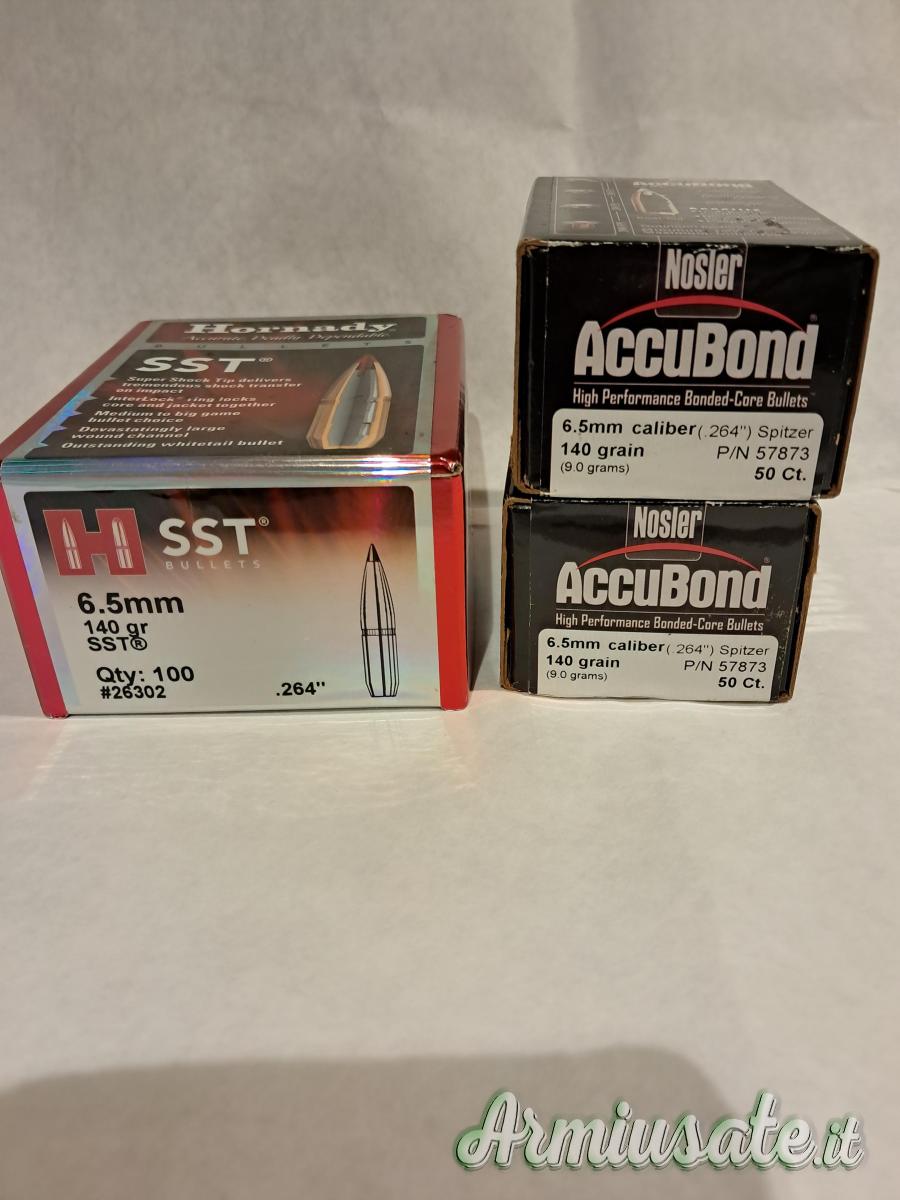 Hornady
Accurate. Deadly. Dependable.
BULLETS
SST®
Super Shock Tip delivers
tremendous shock transfer
on impact
InterLock® ring locks
core and jacket together
Medium to big game
bullet choice
Devastatingly large
wound channel
Outstanding whitetail bullet
H SST®
BULLETS
6.5mm
140 gr
SST®
Qty: 100
#26302
.264"
AccuBond
Nosler
AccuBond®
High Performance Bonded-Core Bullets
6.5mm caliber (.264") Spitzer
140 grain P/N 57873
(9.0 grams)
50 Ct.
Nosler
AccuBond®
High Performance Bonded-Core Bullets
6.5mm caliber (.264") Spitzer
140 grain P/N 57873
(9.0 grams)
50 Ct.
Armiusate.it